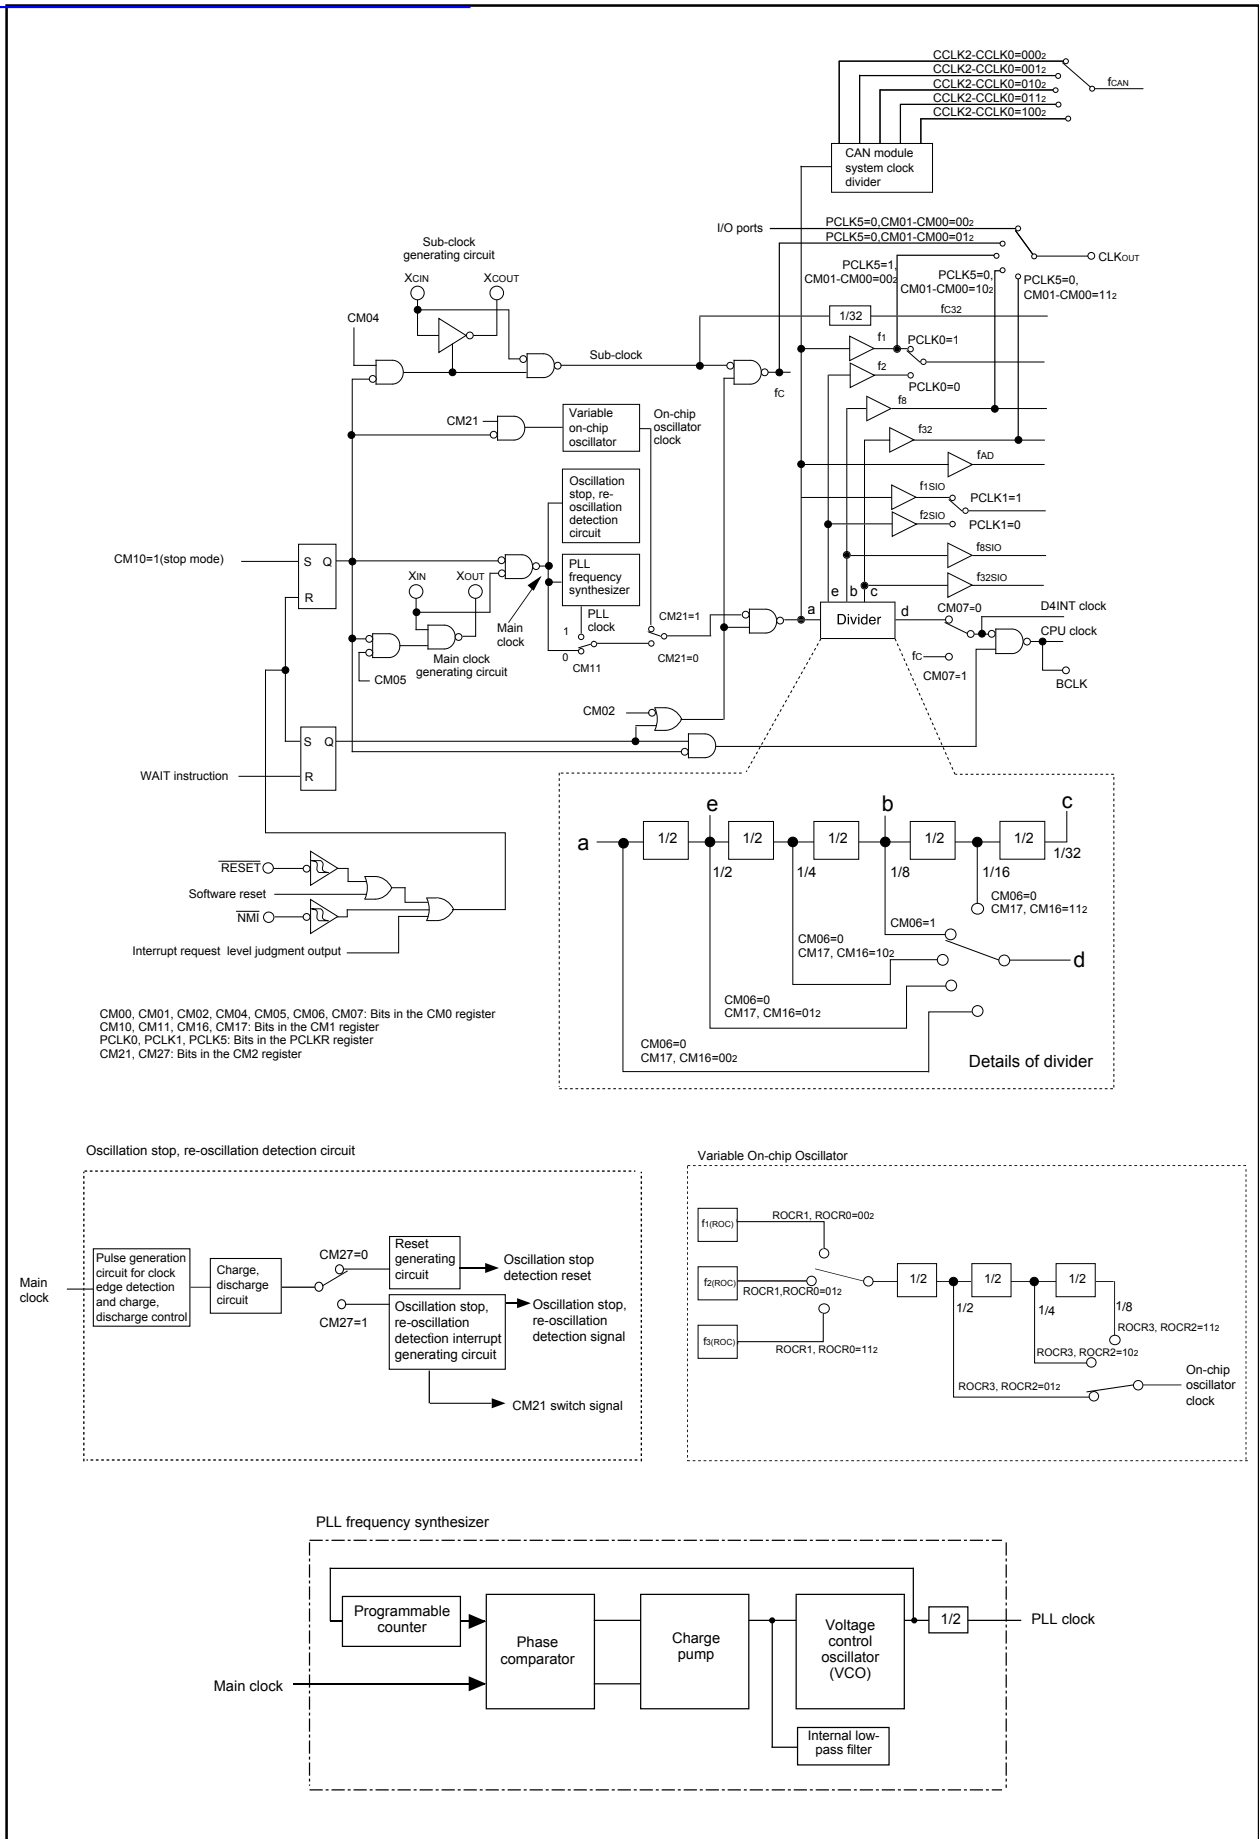 CCLK2-CCLK0=000₂
CCLK2-CCLK0=001₂
CCLK2-CCLK0=010₂
CCLK2-CCLK0=011₂
CCLK2-CCLK0=100₂
fCAN
CAN module
system clock
divider
I/O ports
PCLK5=0,CM01-CM00=00₂
PCLK5=0,CM01-CM00=01₂
PCLK5=1,
CM01-CM00=00₂
PCLK5=0,
CM01-CM00=10₂
PCLK5=0,
CM01-CM00=11₂
CLKOUT
Sub-clock
generating circuit
XCIN
XCOUT
CM04
Sub-clock
1/32
fC32
f1
PCLK0=1
f2
PCLK0=0
fC
f8
f32
fAD
f1SIO
PCLK1=1
f2SIO
PCLK1=0
f8SIO
f32SIO
CM21
Variable
on-chip
oscillator
On-chip
oscillator
clock
Oscillation
stop, re-
oscillation
detection
circuit
CM10=1(stop mode)
S Q
R
XIN
XOUT
PLL
frequency
synthesizer
Main
clock
PLL
clock
1
0
CM11
CM21=1
CM21=0
Main clock
generating circuit
CM05
e b c
a
Divider
d
CM07=0
D4INT clock
CPU clock
fC
CM07=1
BCLK
CM02
S Q
R
WAIT instruction
RESET
Software reset
NMI
Interrupt request level judgment output
e
b
c
a
1/2
1/2
1/2
1/2
1/2
1/2
1/4
1/8
1/16
1/32
CM06=0
CM17, CM16=11₂
CM06=1
CM06=0
CM17, CM16=10₂
d
CM06=0
CM17, CM16=01₂
CM06=0
CM17, CM16=00₂
Details of divider
CM00, CM01, CM02, CM04, CM05, CM06, CM07: Bits in the CM0 register
CM10, CM11, CM16, CM17: Bits in the CM1 register
PCLK0, PCLK1, PCLK5: Bits in the PCLKR register
CM21, CM27: Bits in the CM2 register
Oscillation stop, re-oscillation detection circuit
Main
clock
Pulse generation
circuit for clock
edge detection
and charge,
discharge control
Charge,
discharge
circuit
CM27=0
CM27=1
Reset
generating
circuit
Oscillation stop
detection reset
Oscillation stop,
re-oscillation
detection interrupt
generating circuit
Oscillation stop,
re-oscillation
detection signal
CM21 switch signal
Variable On-chip Oscillator
f1(ROC)
ROCR1, ROCR0=00₂
f2(ROC)
ROCR1,ROCR0=01₂
f3(ROC)
ROCR1, ROCR0=11₂
1/2
1/2
1/2
1/2
1/4
1/8
ROCR3, ROCR2=11₂
ROCR3, ROCR2=10₂
ROCR3, ROCR2=01₂
On-chip
oscillator
clock
PLL frequency synthesizer
Programmable
counter
Phase
comparator
Charge
pump
Voltage
control
oscillator
(VCO)
1/2
PLL clock
Main clock
Internal low-
pass filter